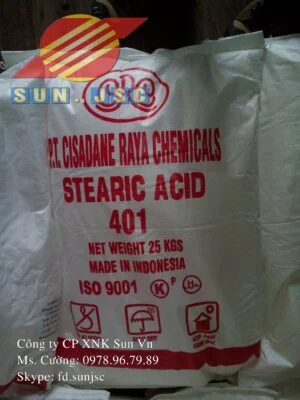 CRC
SUN.,JSC
P.T. CISADANE RAYA CHEMICALS
STEARIC ACID
401
NET WEIGHT 25 KGS
MADE IN INDONESIA
ISO 9001 K P
Công ty CP XNK Sun Vn
Ms. Cường: 0978.96.79.89
Skype: fd.sunjsc